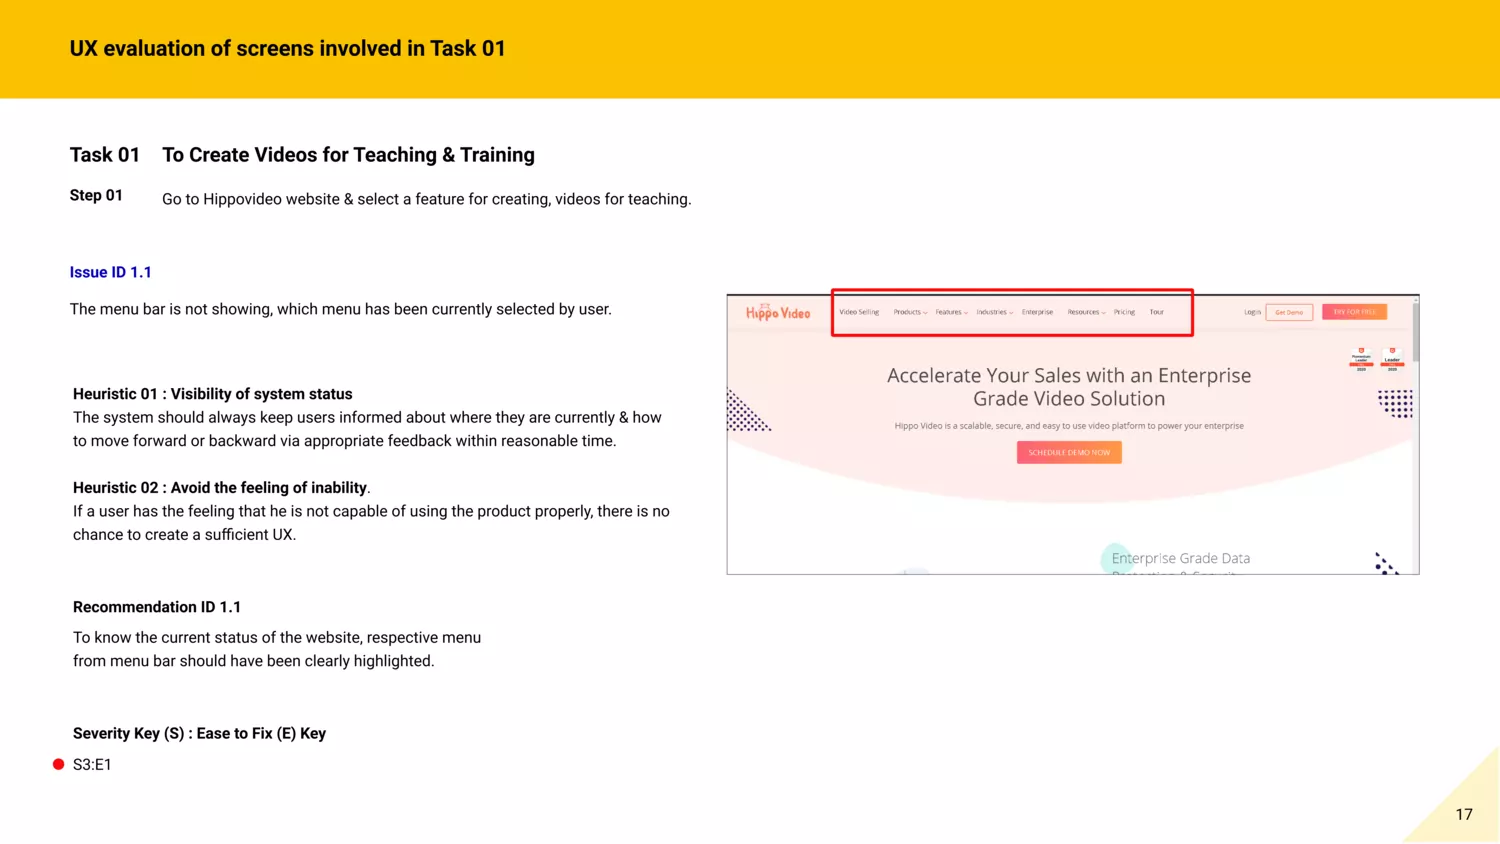 UX evaluation of screens involved in Task 01
Task 01 To Create Videos for Teaching & Training
Step 01 Go to Hippovideo website & select a feature for creating, videos for teaching.
Issue ID 1.1
The menu bar is not showing, which menu has been currently selected by user.
Heuristic 01 : Visibility of system status
The system should always keep users informed about where they are currently & how
to move forward or backward via appropriate feedback within reasonable time.
Heuristic 02 : Avoid the feeling of inability.
If a user has the feeling that he is not capable of using the product properly, there is no
chance to create a sufficient UX.
Recommendation ID 1.1
To know the current status of the website, respective menu
from menu bar should have been clearly highlighted.
Severity Key (S) : Ease to Fix (E) Key
S3:E1
Hippo Video Video Selling Products Features Industries Enterprise Resources Pricing Tour Login Get Demo TRY FOR FREE
Leader Leader
2020 2020
Accelerate Your Sales with an Enterprise
Grade Video Solution
Hippo Video is a scalable, secure, and easy to use video platform to power your enterprise
SCHEDULE DEMO NOW
Enterprise Grade Data
17